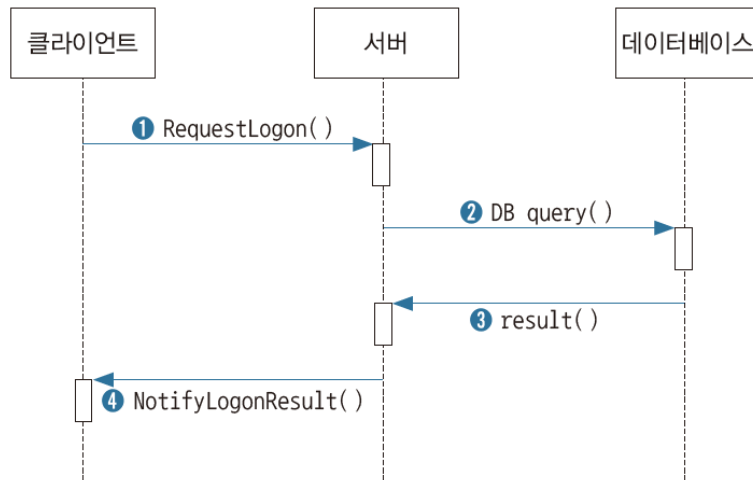 클라이언트
서버
데이터베이스
❶ RequestLogon()
❷ DB query()
❸ result()
❹ NotifyLogonResult()